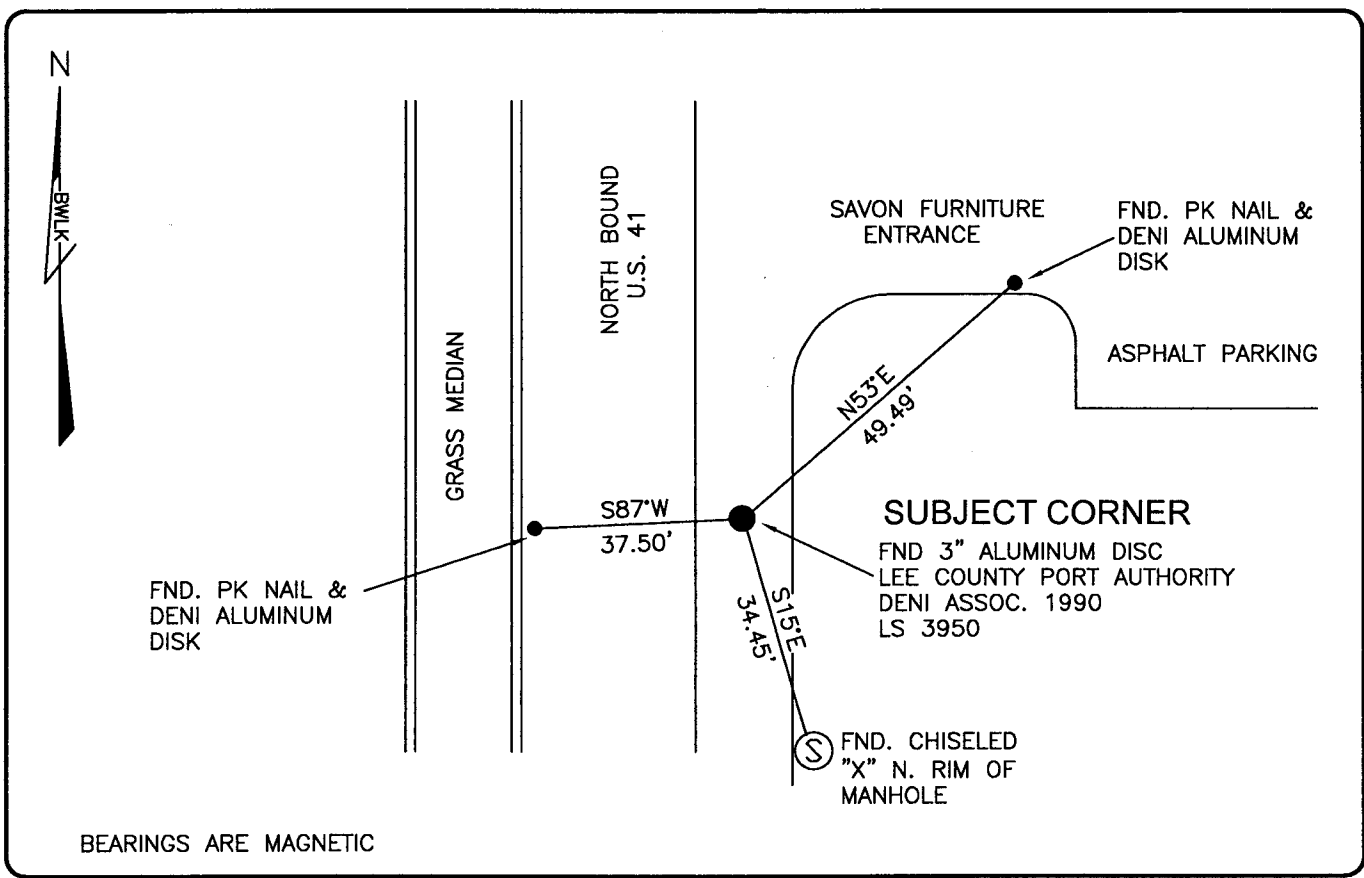 N
BWLK
NORTH BOUND
U.S. 41
GRASS MEDIAN
SAVON FURNITURE
ENTRANCE
FND. PK NAIL &
DENI ALUMINUM
DISK
ASPHALT PARKING
N53°E
49.49'
S87°W
37.50'
SUBJECT CORNER
FND 3" ALUMINUM DISC
LEE COUNTY PORT AUTHORITY
DENI ASSOC. 1990
LS 3950
FND. PK NAIL &
DENI ALUMINUM
DISK
S15°E
34.45'
S
FND. CHISELED
"X" N. RIM OF
MANHOLE
BEARINGS ARE MAGNETIC